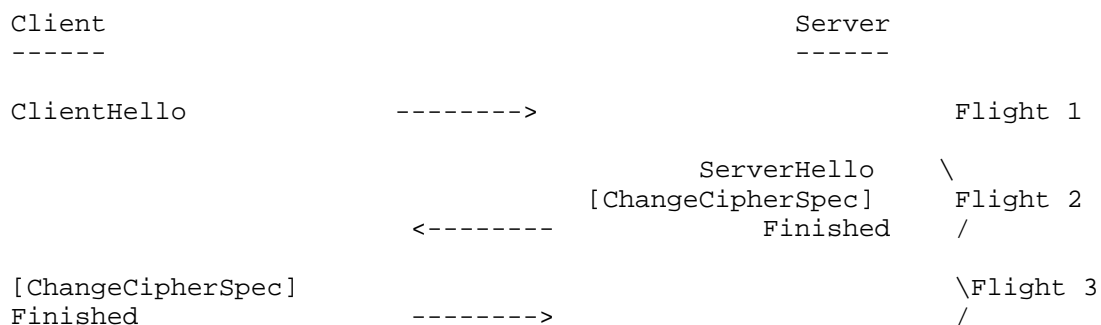 Client                                   Server
------                                   ------
ClientHello             -------->                          Flight 1
ServerHello    \
[ChangeCipherSpec]     Flight 2
<--------             Finished    /
[ChangeCipherSpec]                                         \Flight 3
Finished                 -------->                         /